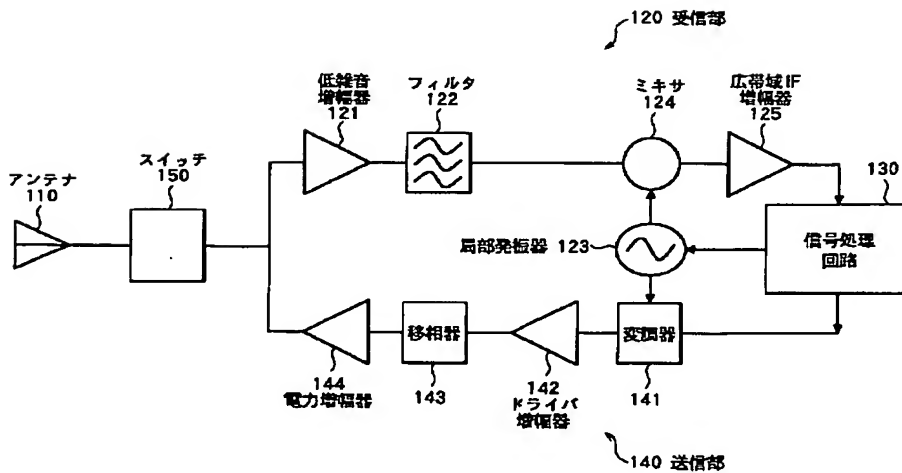 120 受信部
低雑音
増幅器
121
フィルタ
122
ミキサ
124
広帯域IF
増幅器
125
アンテナ
110
スイッチ
150
130
信号処理
回路
局部発振器 123
移相器
変調器
144
電力増幅器
143
142
ドライバ
増幅器
141
140 送信部